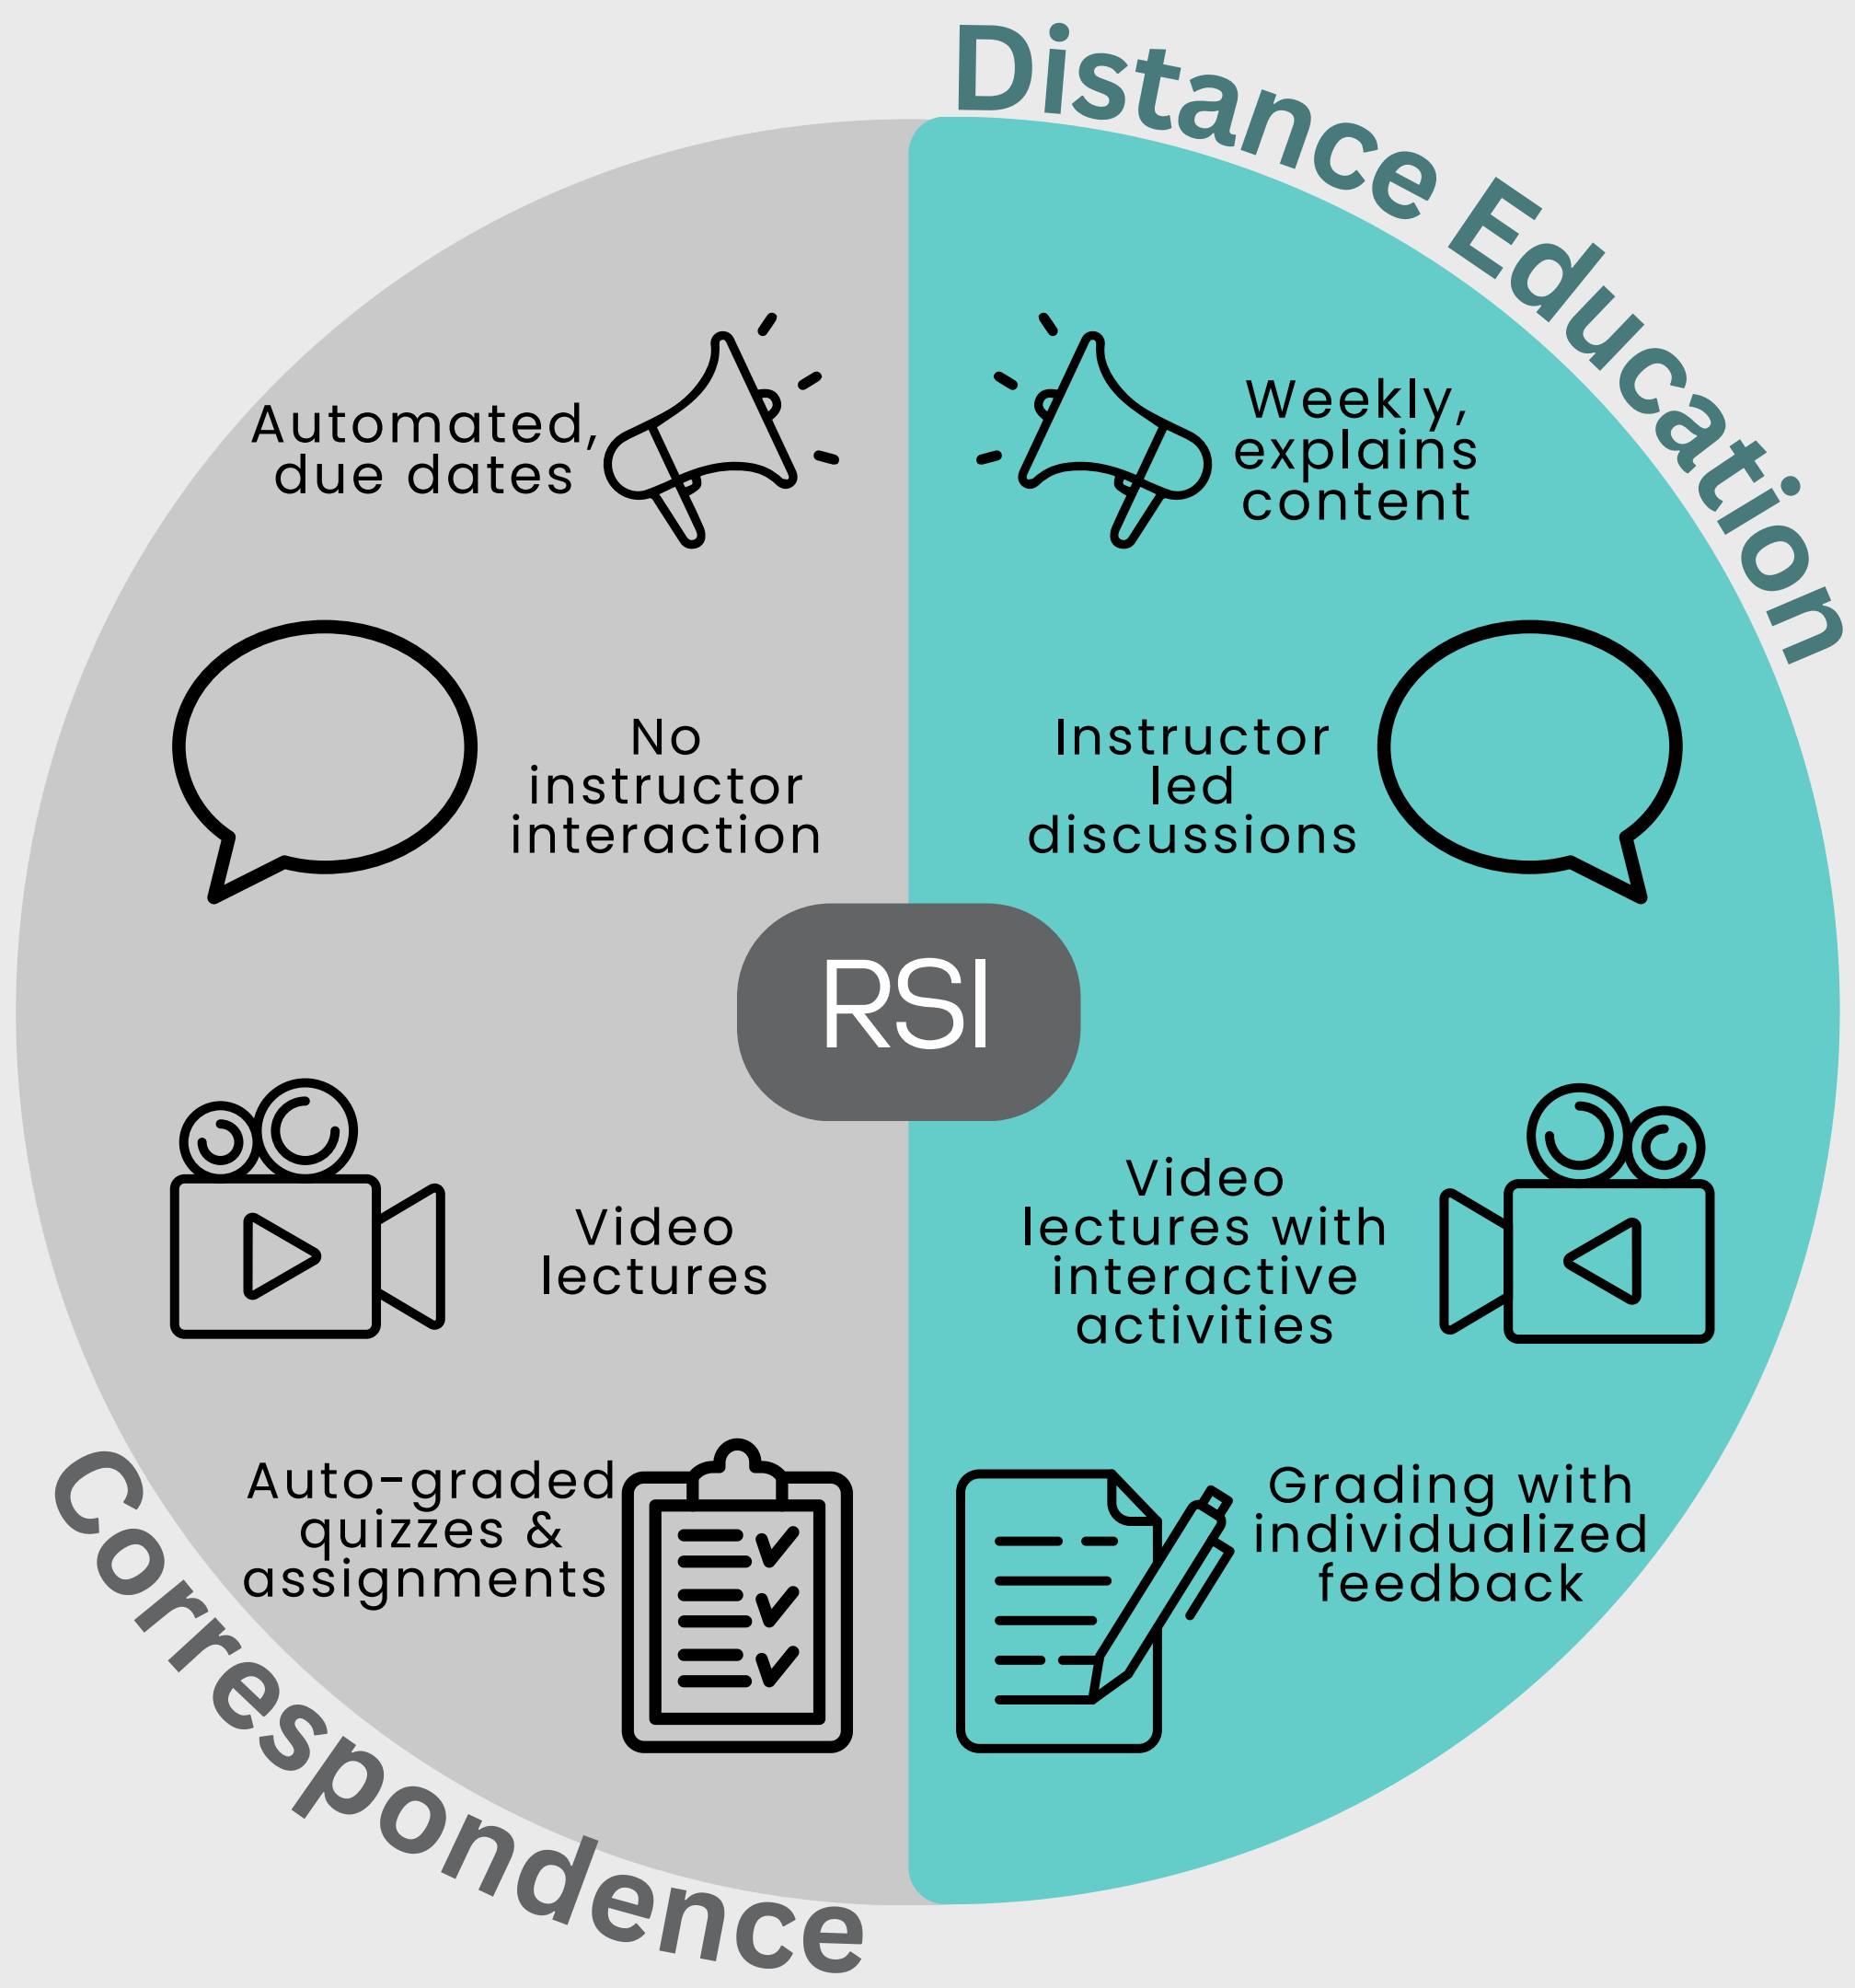 Distance Education
Automated,
due dates
Weekly,
explains
content
No
instructor
interaction
Instructor
led
discussions
RSI
Video
lectures
Video
lectures with
interactive
activities
Auto-graded
quizzes &
assignments
Grading with
individualized
feedback
Correspondence